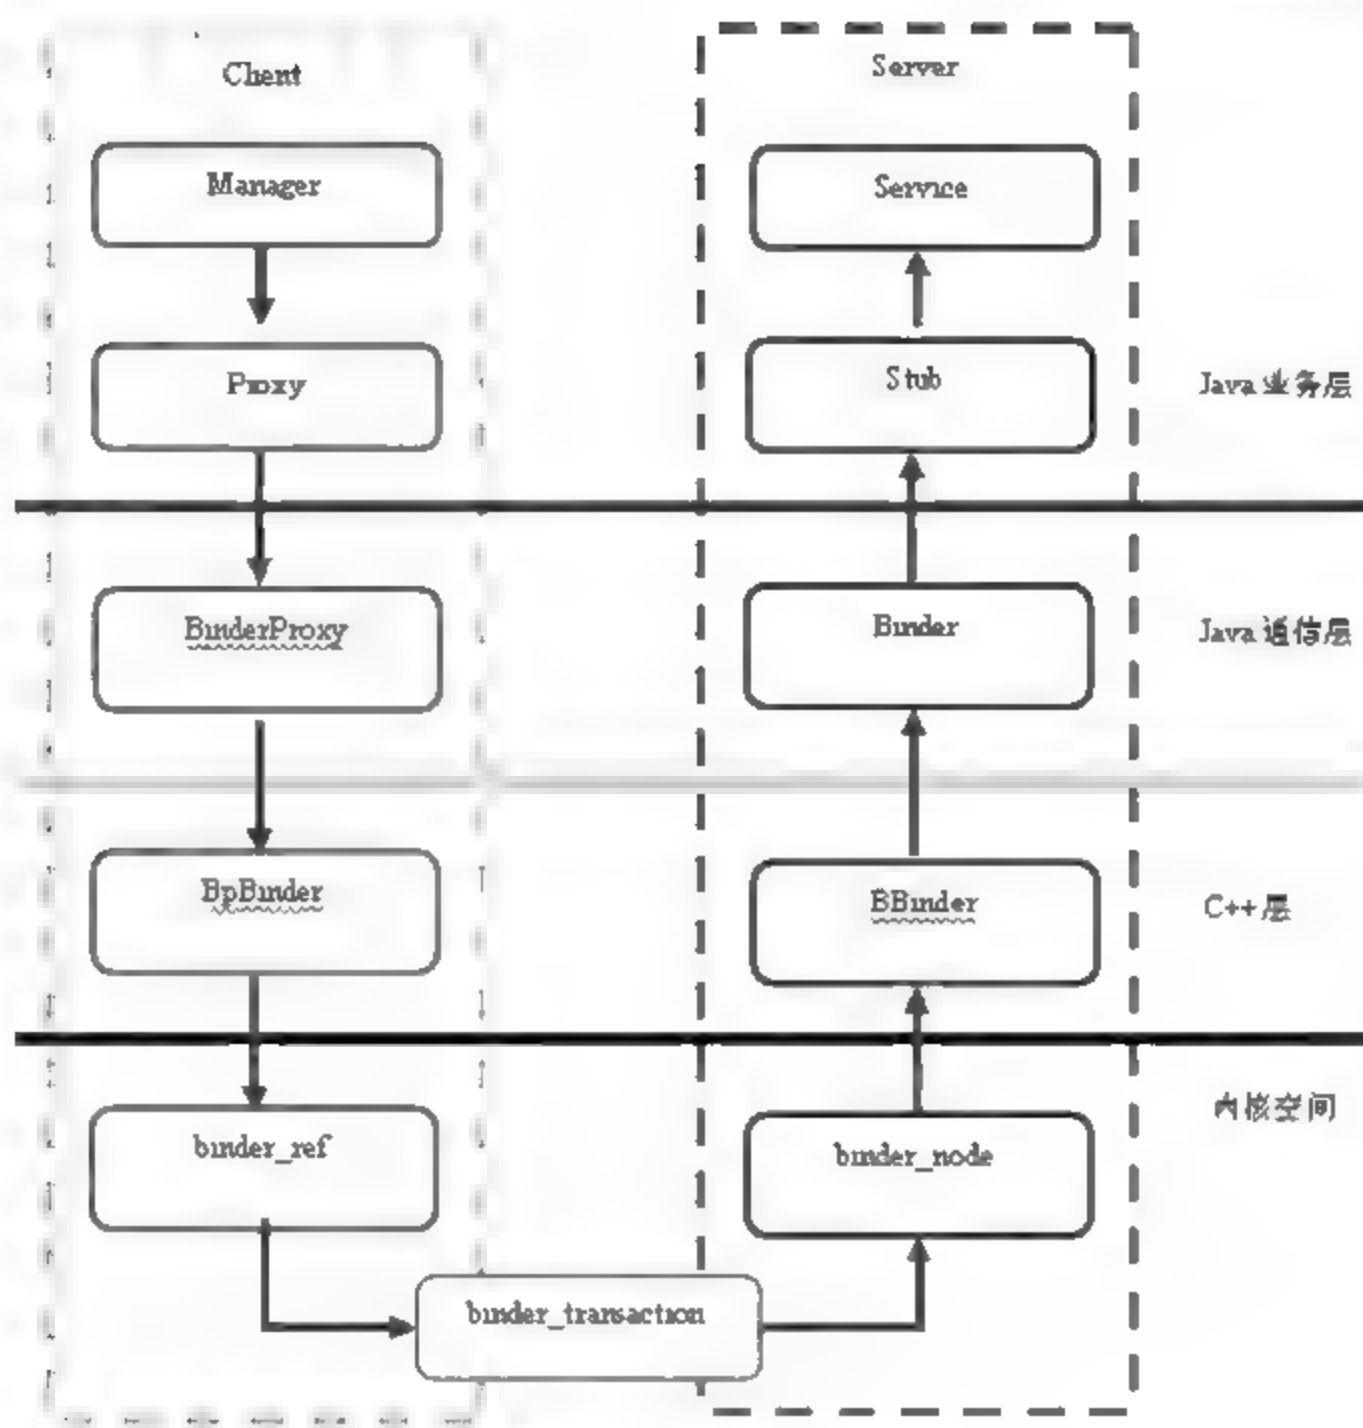 Client
Server
Manager
Service
Proxy
Stub
Java 业务层
BinderProxy
Binder
Java 通信层
BpBinder
BBinder
C++ 层
内核空间
binder_ref
binder_node
binder_transaction